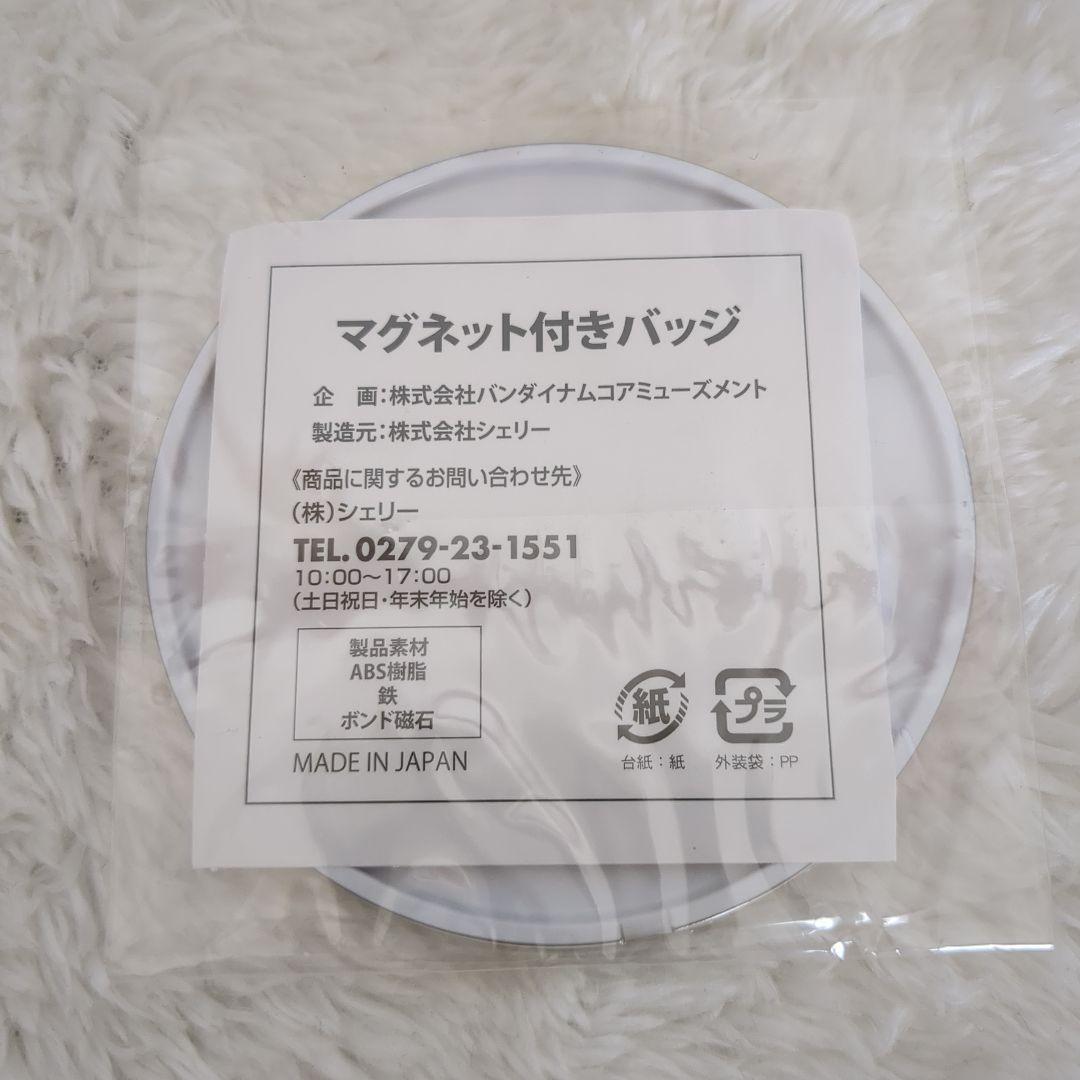 マグネット付きバッジ
企　画：株式会社バンダイナムコアミューズメント
製造元：株式会社シェリー
《商品に関するお問い合わせ先》
（株）シェリー
TEL. 0279-23-1551
10：00～17：00
（土日祝日・年末年始を除く）
製品素材
ABS樹脂
鉄
ボンド磁石
MADE IN JAPAN
紙
プラ
台紙：紙
外装袋：PP